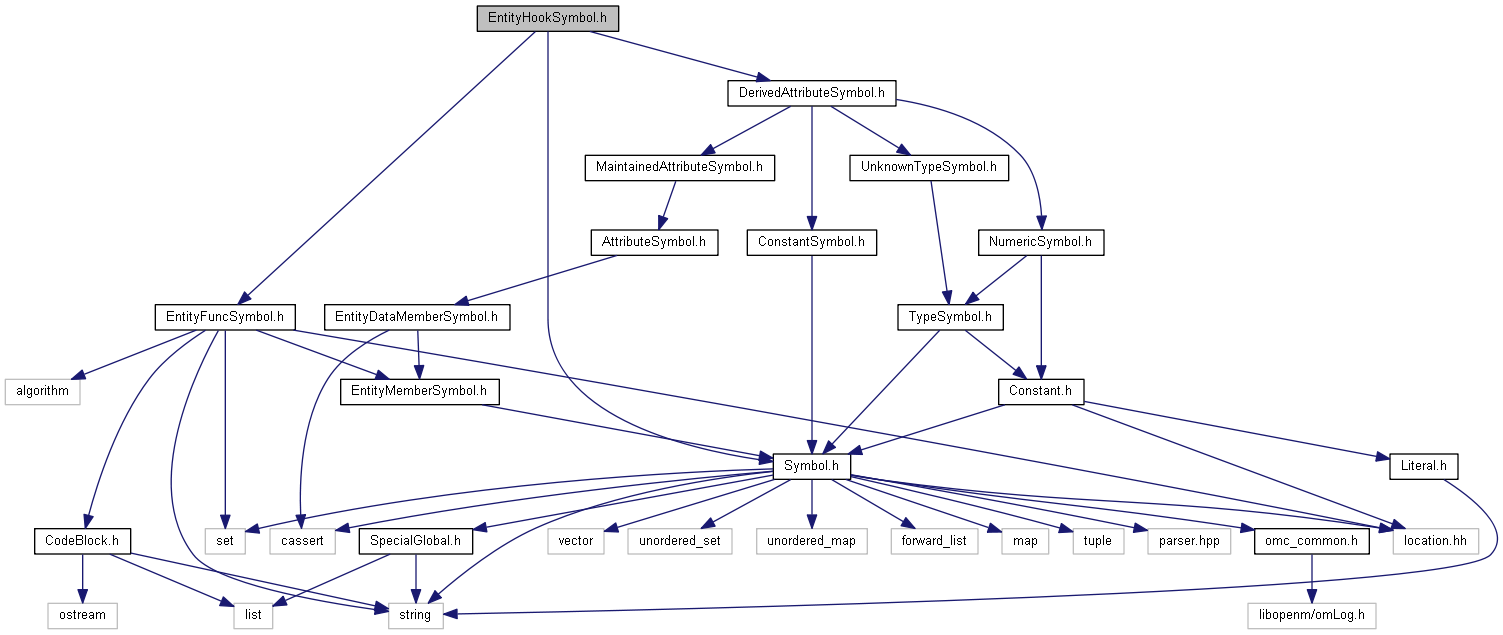 EntityHookSymbol.h
DerivedAttributeSymbol.h
MaintainedAttributeSymbol.h
UnknownTypeSymbol.h
AttributeSymbol.h
ConstantSymbol.h
NumericSymbol.h
EntityFuncSymbol.h
EntityDataMemberSymbol.h
TypeSymbol.h
algorithm
EntityMemberSymbol.h
Constant.h
Symbol.h
Literal.h
CodeBlock.h
set
cassert
SpecialGlobal.h
vector
unordered_set
unordered_map
forward_list
map
tuple
parser.hpp
omc_common.h
location.hh
ostream
list
string
libopenm/omLog.h